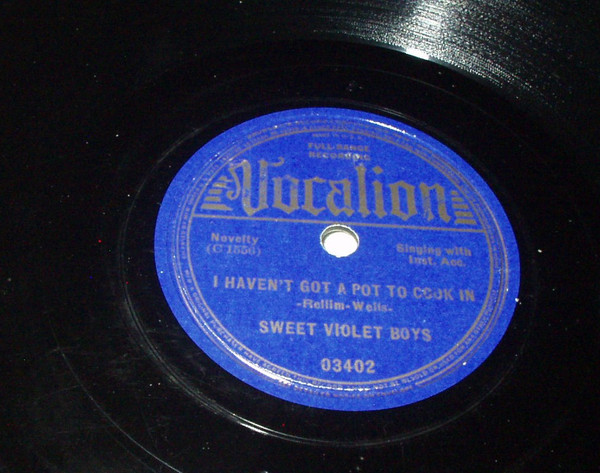 FULL-RANGE
RECORDING
Vocalion
Novelty
(C 1556)
Singing with
Inst. Acc.
I HAVEN'T GOT A POT TO COOK IN
-Rellim-Wells-
SWEET VIOLET BOYS
03402